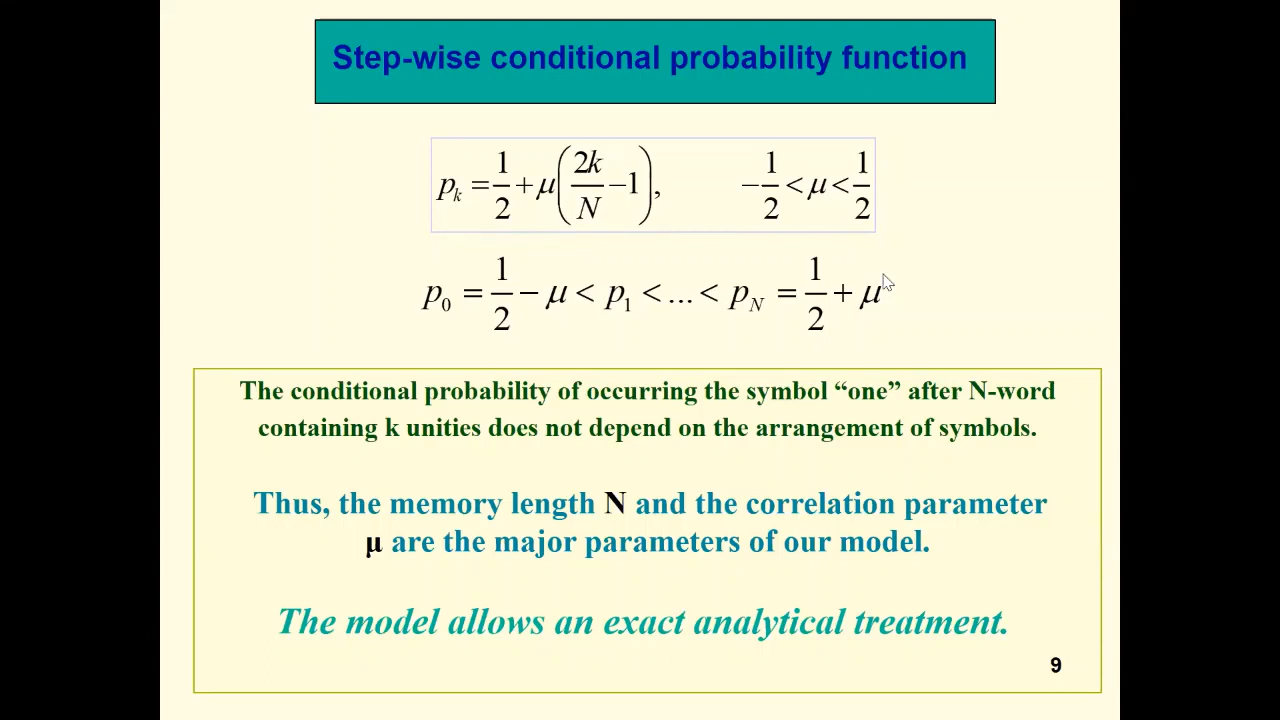 Step-wise conditional probability function
p_k = 1/2 + μ(2k/N − 1), −1/2 < μ < 1/2
p_0 = 1/2 − μ < p_1 < ... < p_N = 1/2 + μ
The conditional probability of occurring the symbol “one” after N-word
containing k unities does not depend on the arrangement of symbols.
Thus, the memory length N and the correlation parameter
μ are the major parameters of our model.
The model allows an exact analytical treatment.
9